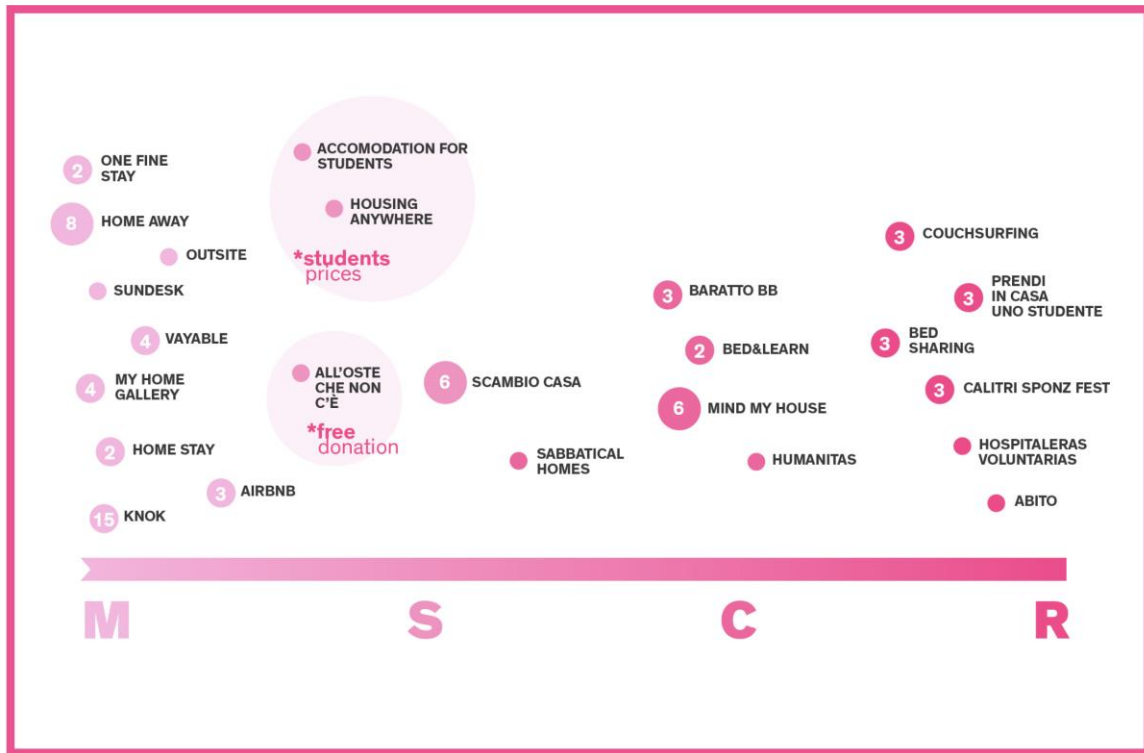 2
ONE FINE
STAY
8
HOME AWAY
OUTSITE
SUNDESK
4
VAYABLE
4
MY HOME
GALLERY
2
HOME STAY
3
AIRBNB
15
KNOK
ACCOMODATION FOR
STUDENTS
HOUSING
ANYWHERE
*students
prices
ALL'OSTE
CHE NON
C'È
*free
donation
6
SCAMBIO CASA
SABBATICAL
HOMES
3
BARATTO BB
2
BED&LEARN
6
MIND MY HOUSE
HUMANITAS
3
COUCHSURFING
3
PRENDI
IN CASA
UNO STUDENTE
3
BED
SHARING
3
CALITRI SPONZ FEST
HOSPITALERAS
VOLUNTARIAS
ABITO
M
S
C
R